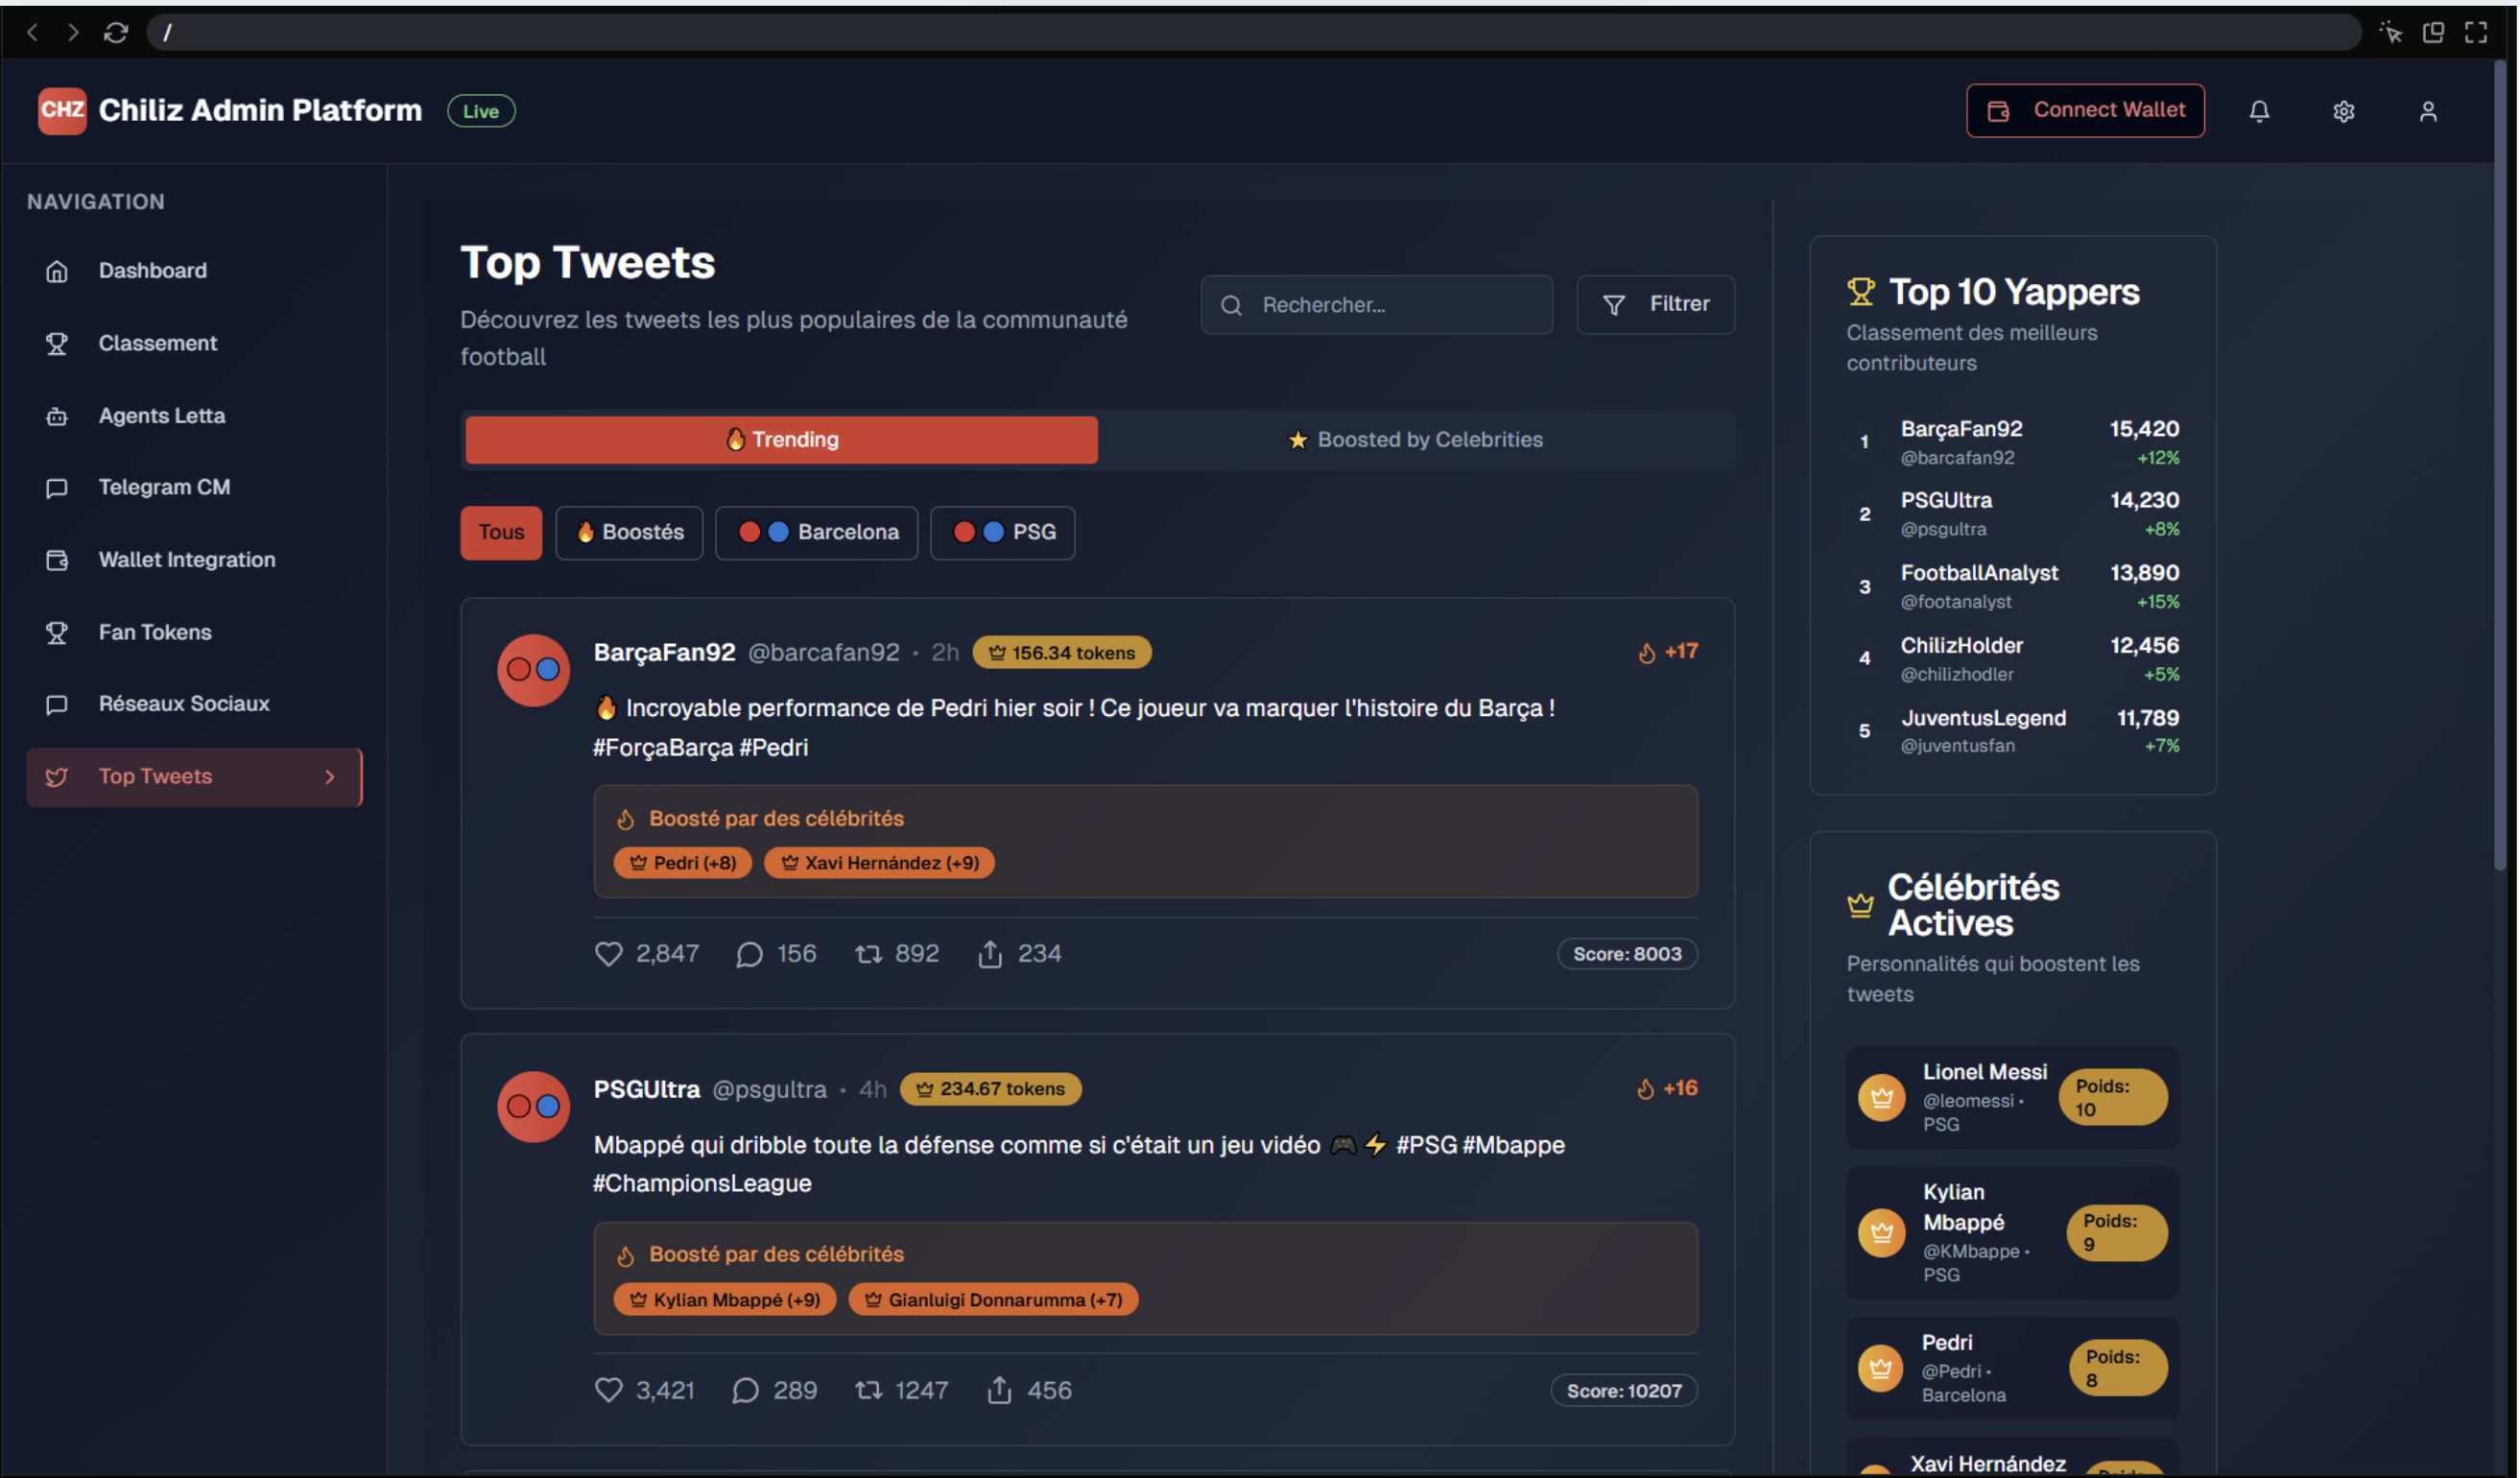 /
CHZ Chiliz Admin Platform Live
Connect Wallet
NAVIGATION
Dashboard
Classement
Agents Letta
Telegram CM
Wallet Integration
Fan Tokens
Réseaux Sociaux
Top Tweets
Top Tweets
Découvrez les tweets les plus populaires de la communauté
football
Rechercher...
Filtrer
🔥 Trending
⭐ Boosted by Celebrities
Tous
🔥 Boostés
🔴🔵 Barcelona
🔴🔵 PSG
BarçaFan92 @barcafan92 • 2h 156.34 tokens +17
🔥 Incroyable performance de Pedri hier soir ! Ce joueur va marquer l'histoire du Barça !
#ForçaBarça #Pedri
Boosté par des célébrités
Pedri (+8) Xavi Hernández (+9)
2,847 156 892 234 Score: 8003
PSGUltra @psgultra • 4h 234.67 tokens +16
Mbappé qui dribble toute la défense comme si c'était un jeu vidéo 🎮⚡ #PSG #Mbappe
#ChampionsLeague
Boosté par des célébrités
Kylian Mbappé (+9) Gianluigi Donnarumma (+7)
3,421 289 1247 456 Score: 10207
Top 10 Yappers
Classement des meilleurs
contributeurs
1 BarçaFan92 15,420
@barcafan92 +12%
2 PSGUltra 14,230
@psgultra +8%
3 FootballAnalyst 13,890
@footanalyst +15%
4 ChilizHolder 12,456
@chilizhodler +5%
5 JuventusLegend 11,789
@juventusfan +7%
Célébrités
Actives
Personnalités qui boostent les
tweets
Lionel Messi
@leomessi •
PSG
Poids:
10
Kylian
Mbappé
@KMbappe •
PSG
Poids:
9
Pedri
@Pedri •
Barcelona
Poids:
8
Xavi Hernández